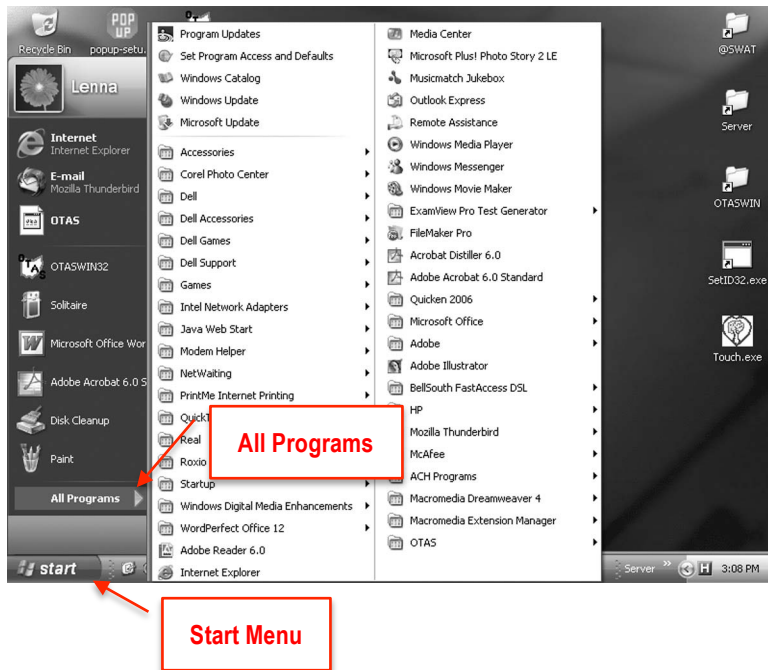 Recycle Bin
POP
UP
popup-setu
Lenna
Internet
Internet Explorer
E-mail
Mozilla Thunderbird
OTAS
OTASWIN32
Solitaire
Microsoft Office Wor
Adobe Acrobat 6.0 S
Disk Cleanup
Paint
All Programs
start
Program Updates
Set Program Access and Defaults
Windows Catalog
Windows Update
Microsoft Update
Accessories
Corel Photo Center
Dell
Dell Accessories
Dell Games
Dell Support
Games
Intel Network Adapters
Java Web Start
Modem Helper
NetWaiting
PrintMe Internet Printing
Real
Roxio
Startup
Windows Digital Media Enhancements
WordPerfect Office 12
Adobe Reader 6.0
Internet Explorer
Media Center
Microsoft Plus! Photo Story 2 LE
Musicmatch Jukebox
Outlook Express
Remote Assistance
Windows Media Player
Windows Messenger
Windows Movie Maker
ExamView Pro Test Generator
FileMaker Pro
Acrobat Distiller 6.0
Adobe Acrobat 6.0 Standard
Quicken 2006
Microsoft Office
Adobe
Adobe Illustrator
BellSouth FastAccess DSL
HP
Mozilla Thunderbird
McAfee
ACH Programs
Macromedia Dreamweaver 4
Macromedia Extension Manager
OTAS
@SWAT
Server
OTASWIN
SetID32.exe
Touch.exe
Server »
H
3:08 PM
All Programs
Start Menu